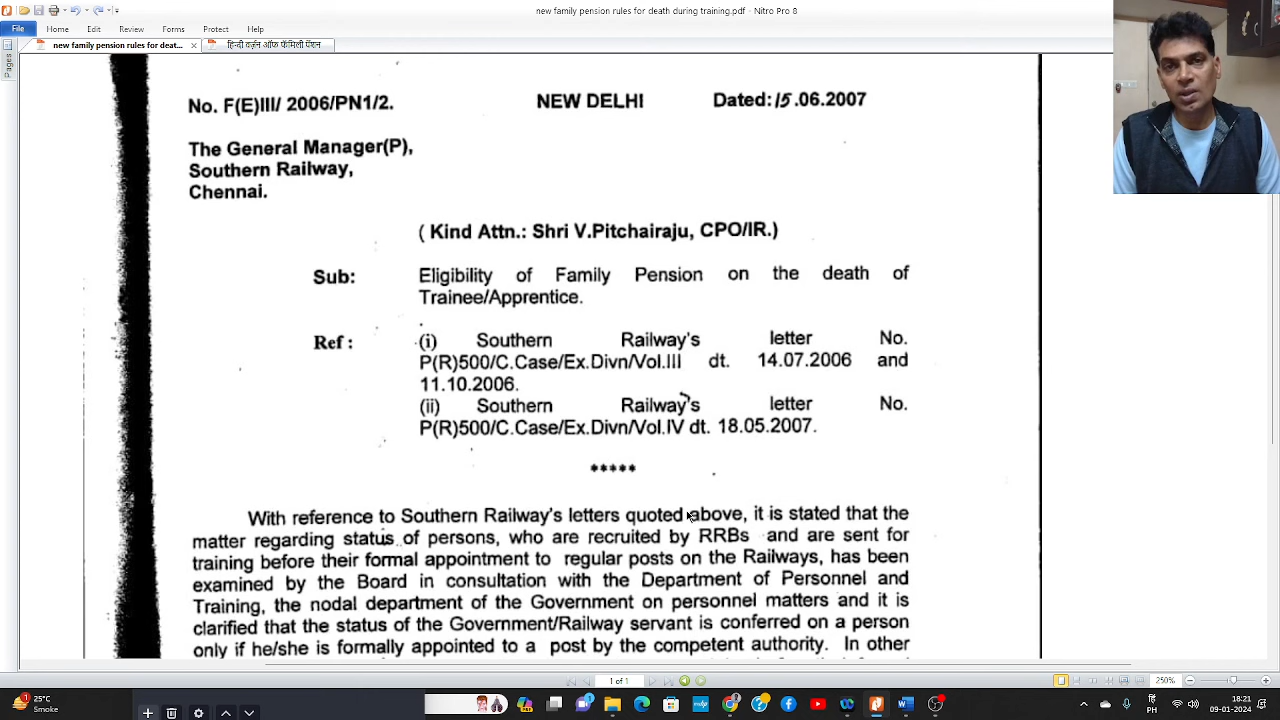 new family pension rules for death during training.pdf - Nitro Pro 8
File Home Edit Review Forms Protect Help
new family pension rules for deat... × हिन्दी वर्ज़न ऑफ फॅमिली पेंशन
Pages
No. F(E)III/ 2006/PN1/2. NEW DELHI Dated: 15.06.2007
The General Manager(P),
Southern Railway,
Chennai.
( Kind Attn.: Shri V.Pitchairaju, CPO/IR.)
Sub: Eligibility of Family Pension on the death of
Trainee/Apprentice.
Ref : (i) Southern Railway's letter No.
P(R)500/C.Case/Ex.Divn/Vol.III dt. 14.07.2006 and
11.10.2006.
(ii) Southern Railway's letter No.
P(R)500/C.Case/Ex.Divn/Vol.IV dt. 18.05.2007.
*****
With reference to Southern Railway's letters quoted above, it is stated that the
matter regarding status of persons, who are recruited by RRBs and are sent for
training before their formal appointment to regular posts on the Railways, has been
examined by the Board in consultation with the Department of Personnel and
Training, the nodal department of the Government on personnel matters and it is
clarified that the status of the Government/Railway servant is conferred on a person
only if he/she is formally appointed to a post by the competent authority. In other
1 of 1 250%
25°C ENG IN 18:21
PH 09-01-2021